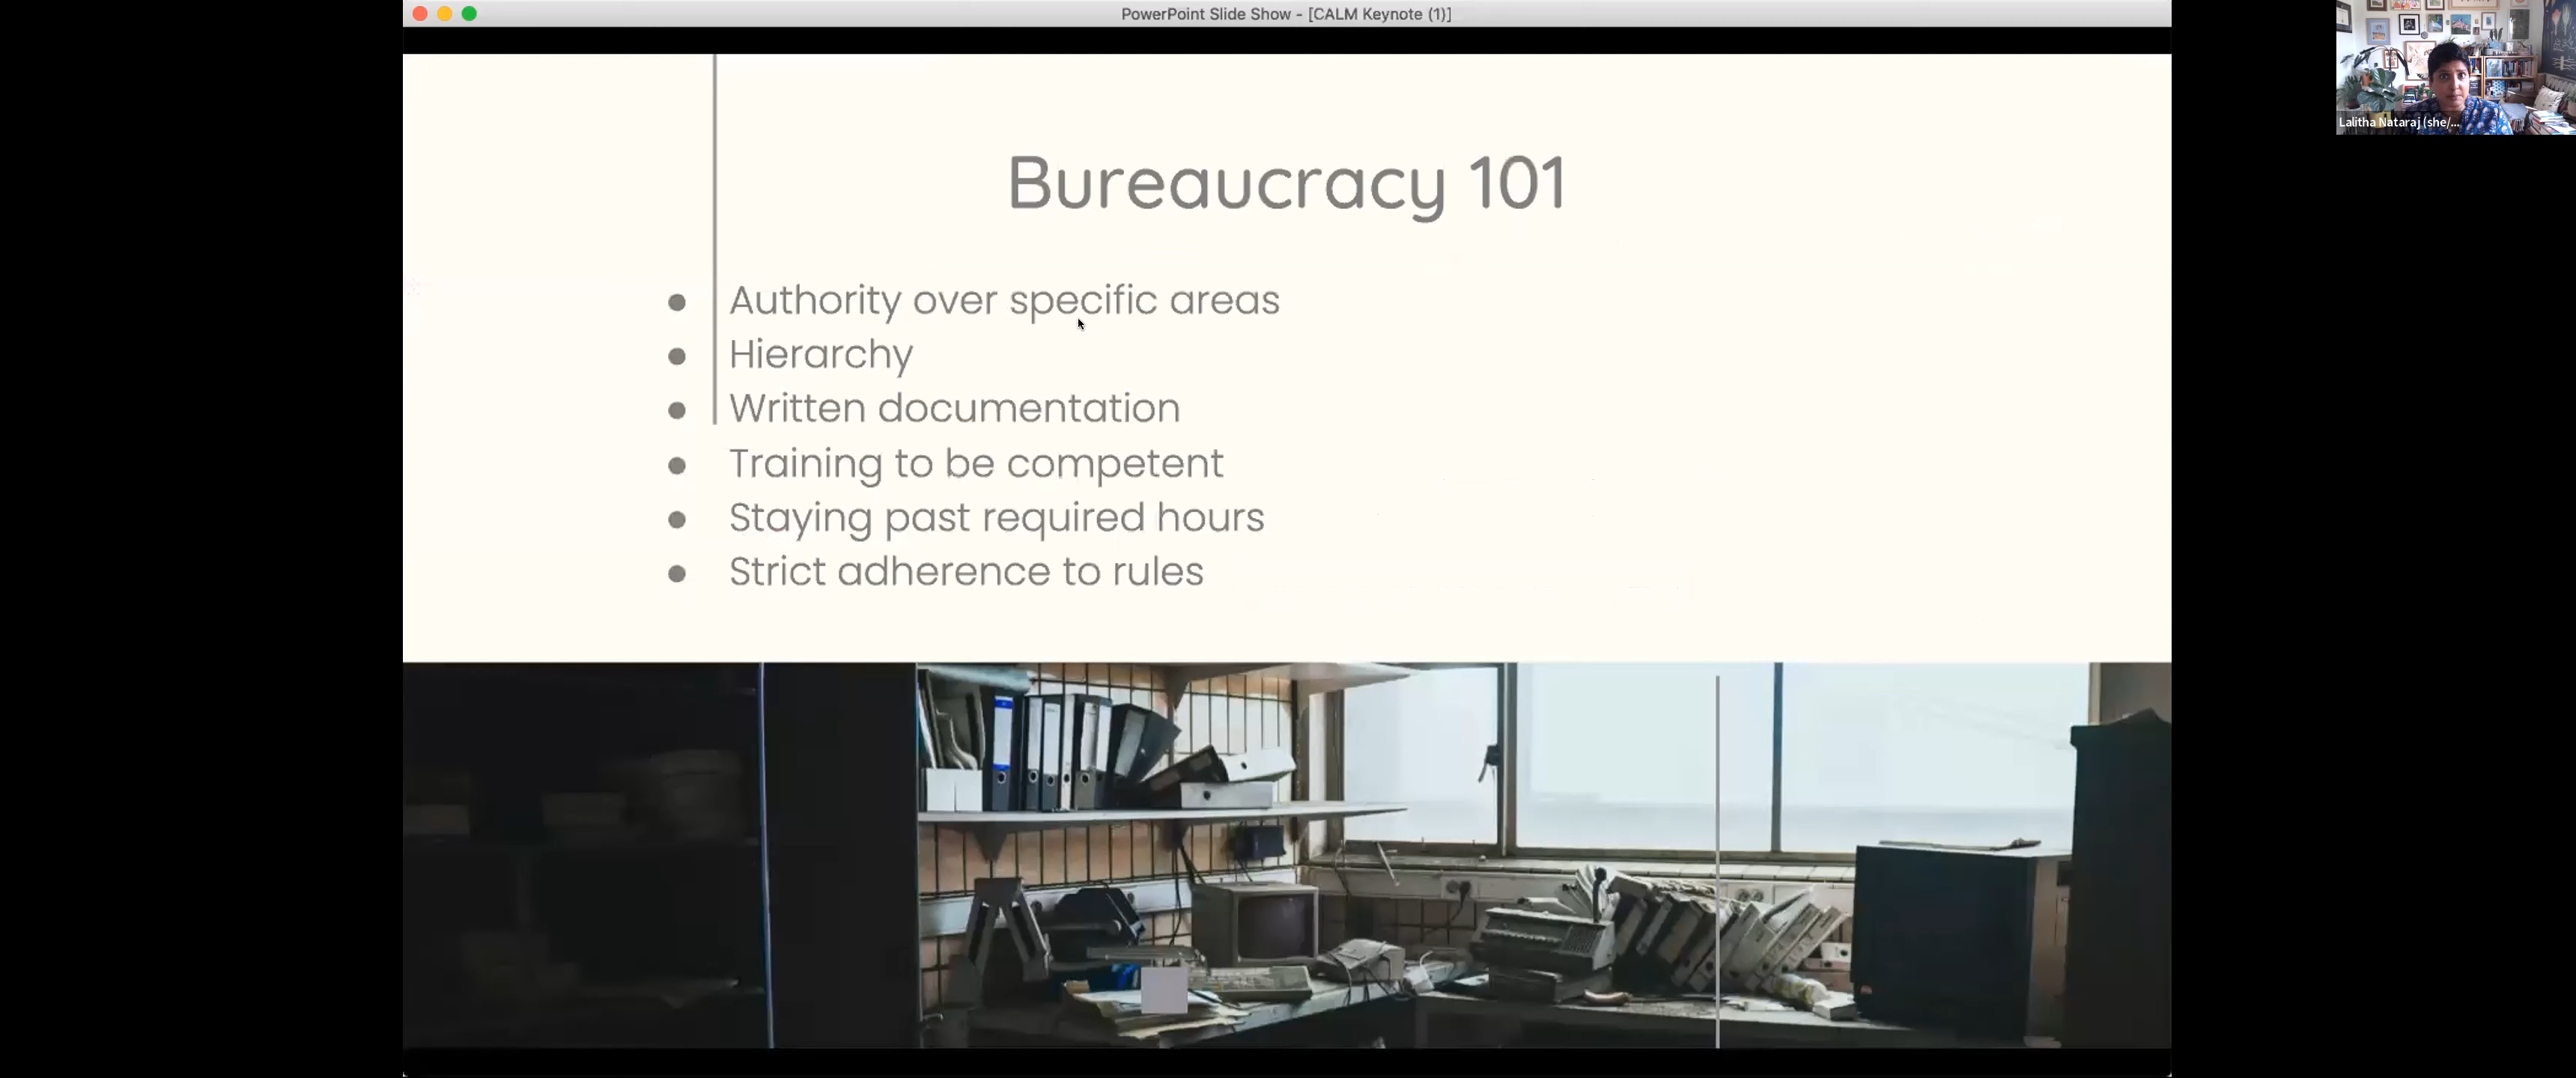 PowerPoint Slide Show - [CALM Keynote (1)]
Lalitha Nataraj (she/...
Bureaucracy 101
● Authority over specific areas
● Hierarchy
● Written documentation
● Training to be competent
● Staying past required hours
● Strict adherence to rules